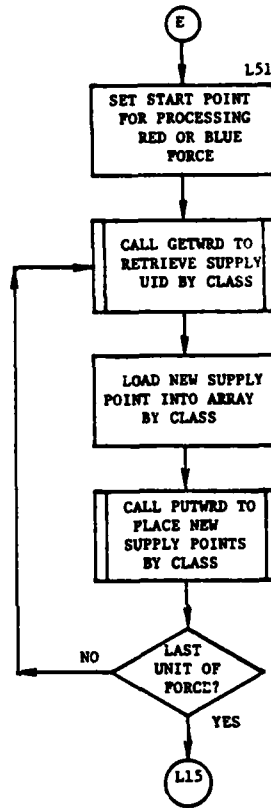 E
L51
SET START POINT
FOR PROCESSING
RED OR BLUE
FORCE
CALL GETWRD TO
RETRIEVE SUPPLY
UID BY CLASS
LOAD NEW SUPPLY
POINT INTO ARRAY
BY CLASS
CALL PUTWRD TO
PLACE NEW
SUPPLY POINTS
BY CLASS
LAST
UNIT OF
FORCE?
NO
YES
L15